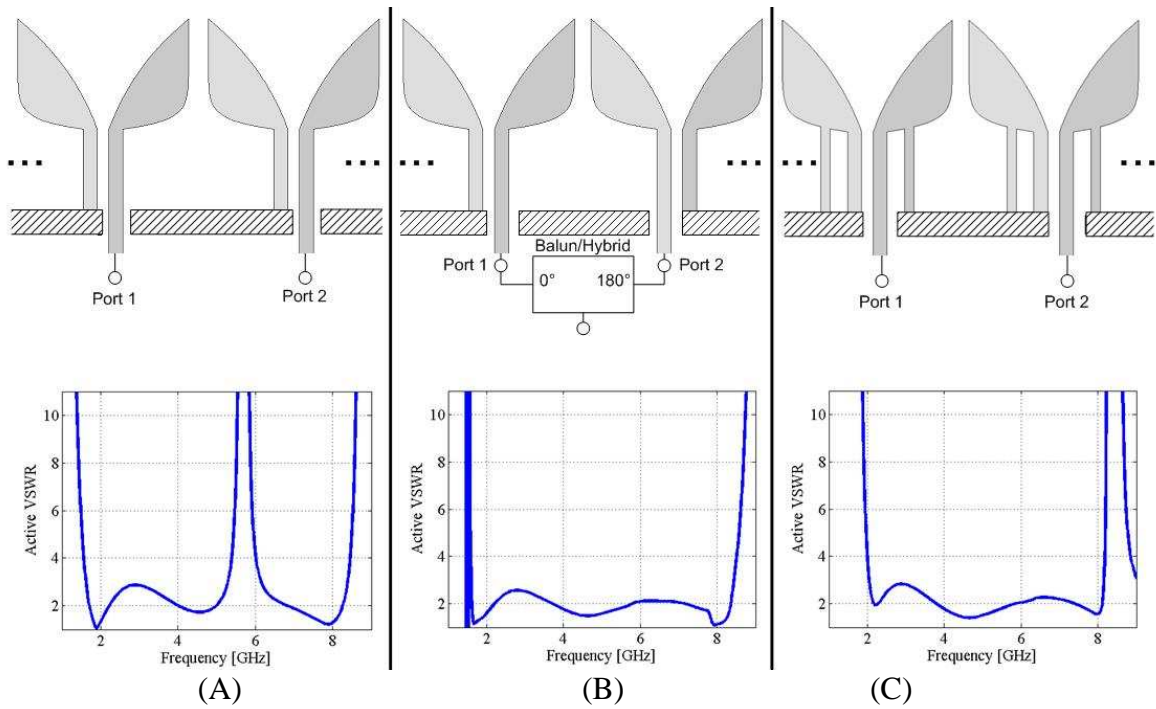 Port 1
Port 2
Balun/Hybrid
Port 1
0°
180°
Port 2
Port 1
Port 2
10
8
6
4
2
Active VSWR
2
4
6
8
Frequency [GHz]
10
8
6
4
2
Active VSWR
2
4
6
8
Frequency [GHz]
10
8
6
4
2
Active VSWR
2
4
6
8
Frequency [GHz]
(A)
(B)
(C)